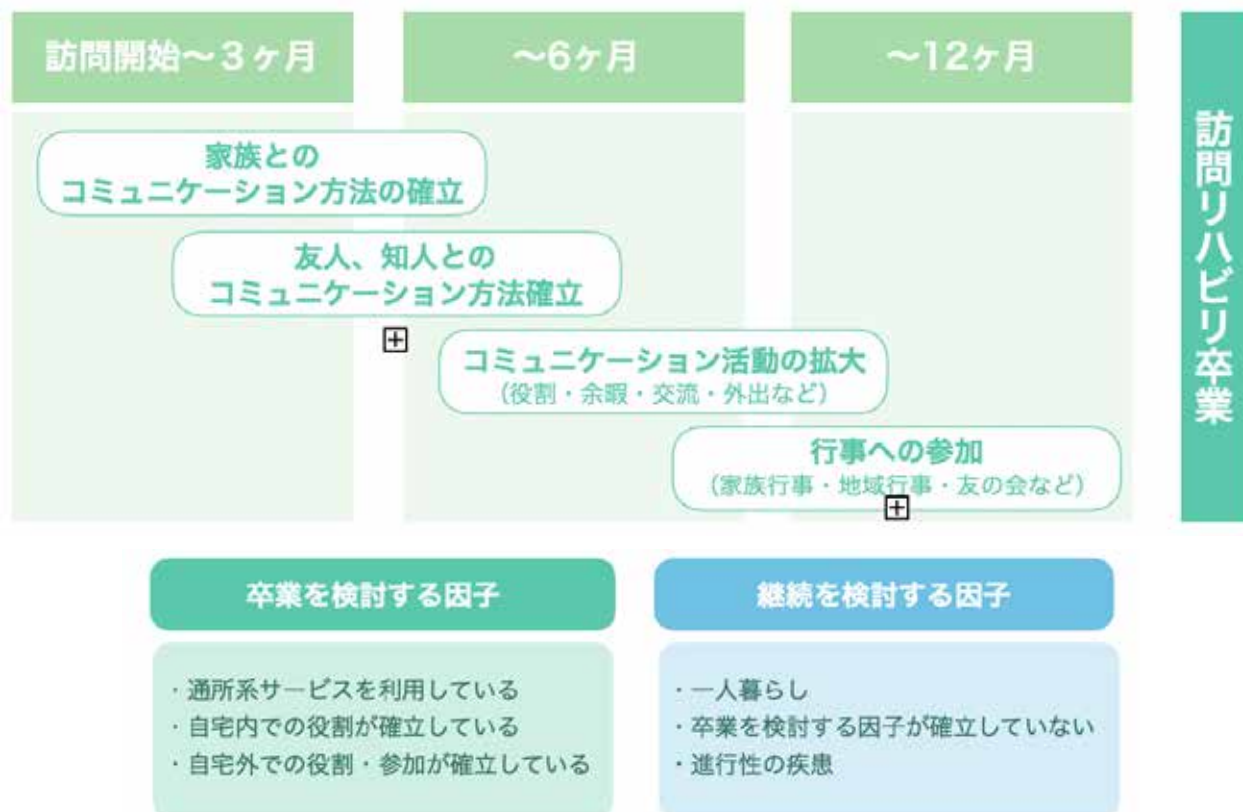 訪問開始〜3ヶ月
〜6ヶ月
〜12ヶ月
訪問リハビリ卒業
家族との
コミュニケーション方法の確立
友人、知人との
コミュニケーション方法確立
コミュニケーション活動の拡大
（役割・余暇・交流・外出など）
行事への参加
（家族行事・地域行事・友の会など）
卒業を検討する因子
・通所系サービスを利用している
・自宅内での役割が確立している
・自宅外での役割・参加が確立している
継続を検討する因子
・一人暮らし
・卒業を検討する因子が確立していない
・進行性の疾患